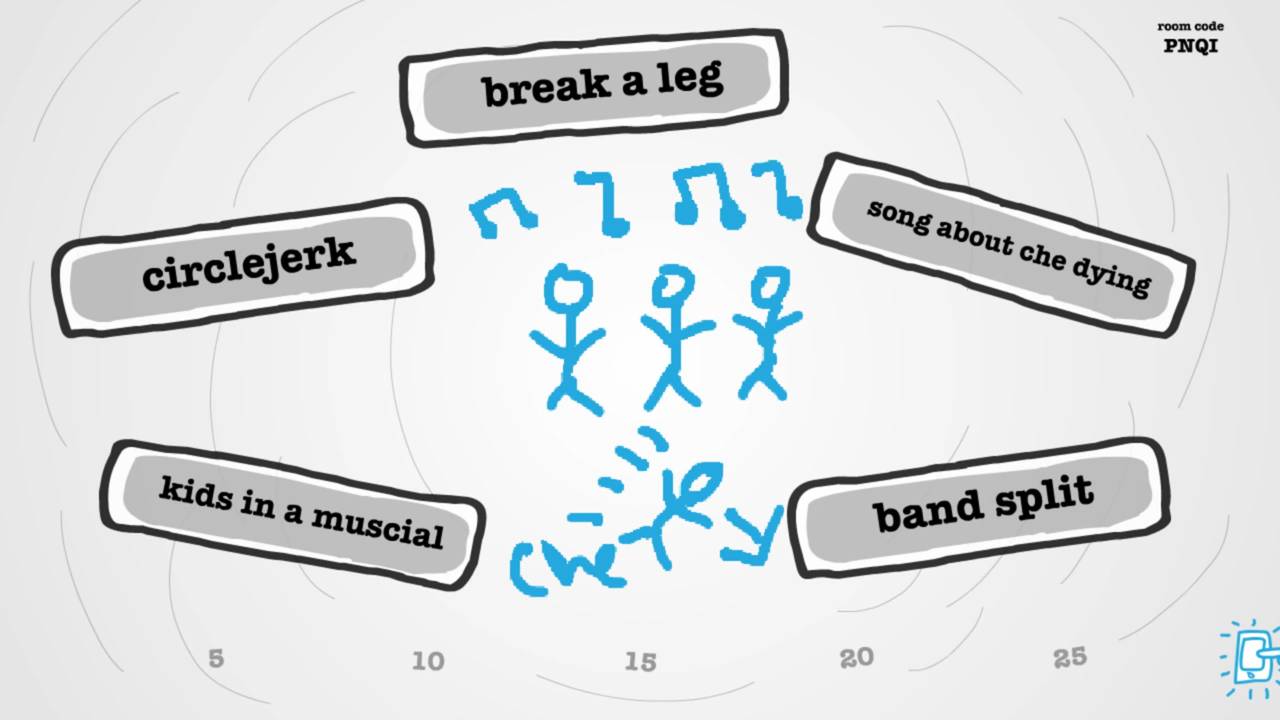 room code
PNQI
break a leg
song about che dying
circlejerk
kids in a muscial
band split
che
5
10
15
20
25